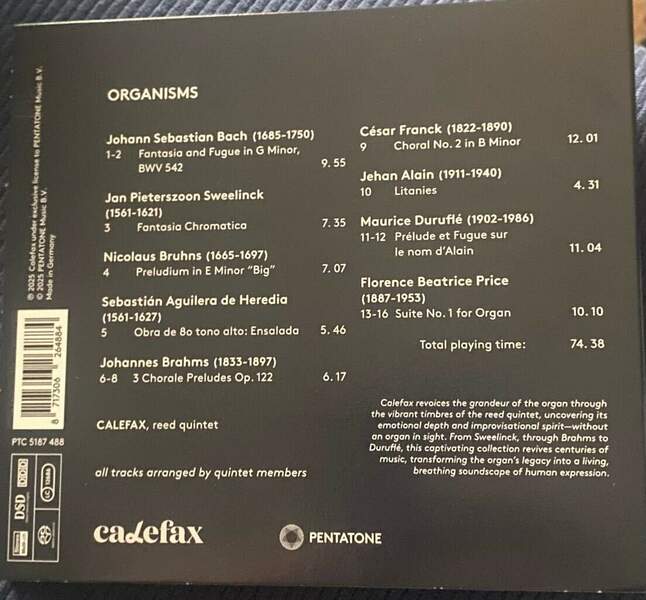 ORGANISMS
Johann Sebastian Bach (1685-1750)
1-2 Fantasia and Fugue in G Minor,
BWV 542 9.55
Jan Pieterszoon Sweelinck
(1561-1621)
3 Fantasia Chromatica 7.35
Nicolaus Bruhns (1665-1697)
4 Preludium in E Minor “Big” 7.07
Sebastián Aguilera de Heredia
(1561-1627)
5 Obra de 8o tono alto: Ensalada 5.46
Johannes Brahms (1833-1897)
6-8 3 Chorale Preludes Op. 122 6.17
CALEFAX, reed quintet
all tracks arranged by quintet members
César Franck (1822-1890)
9 Choral No. 2 in B Minor 12.01
Jehan Alain (1911-1940)
10 Litanies 4.31
Maurice Duruflé (1902-1986)
11-12 Prélude et Fugue sur
le nom d’Alain 11.04
Florence Beatrice Price
(1887-1953)
13-16 Suite No. 1 for Organ 10.10
Total playing time: 74.38
Calefax revoices the grandeur of the organ through
the vibrant timbres of the reed quintet, uncovering its
emotional depth and improvisational spirit—without
an organ in sight. From Sweelinck, through Brahms to
Duruflé, this captivating collection revives centuries of
music, transforming the organ’s legacy into a living,
breathing soundscape of human expression.
calefax
PENTATONE
℗ 2025 Calefax under exclusive license to PENTATONE Music B.V.
© 2025 PENTATONE Music B.V.
Made in Germany
8 717306 264884
PTC 5187 488
DSD
LC 13686